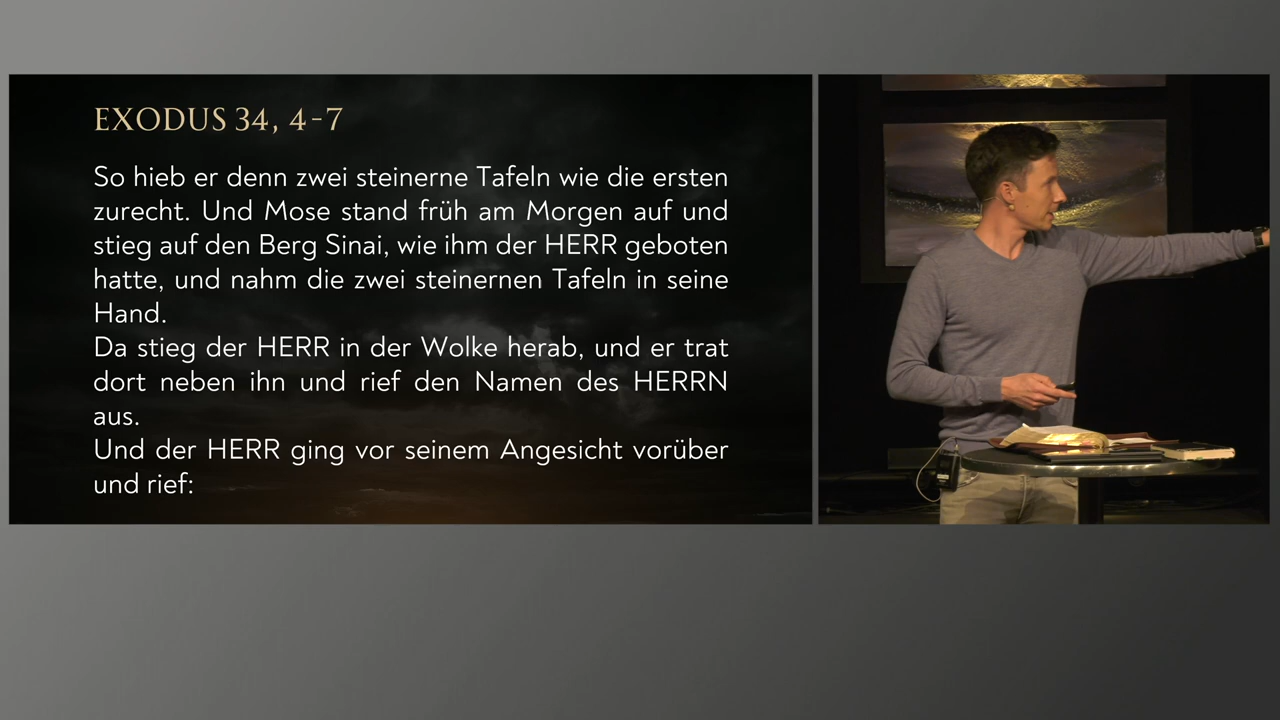 EXODUS 34, 4-7
So hieb er denn zwei steinerne Tafeln wie die ersten
zurecht. Und Mose stand früh am Morgen auf und
stieg auf den Berg Sinai, wie ihm der HERR geboten
hatte, und nahm die zwei steinernen Tafeln in seine
Hand.
Da stieg der HERR in der Wolke herab, und er trat
dort neben ihn und rief den Namen des HERRN
aus.
Und der HERR ging vor seinem Angesicht vorüber
und rief: